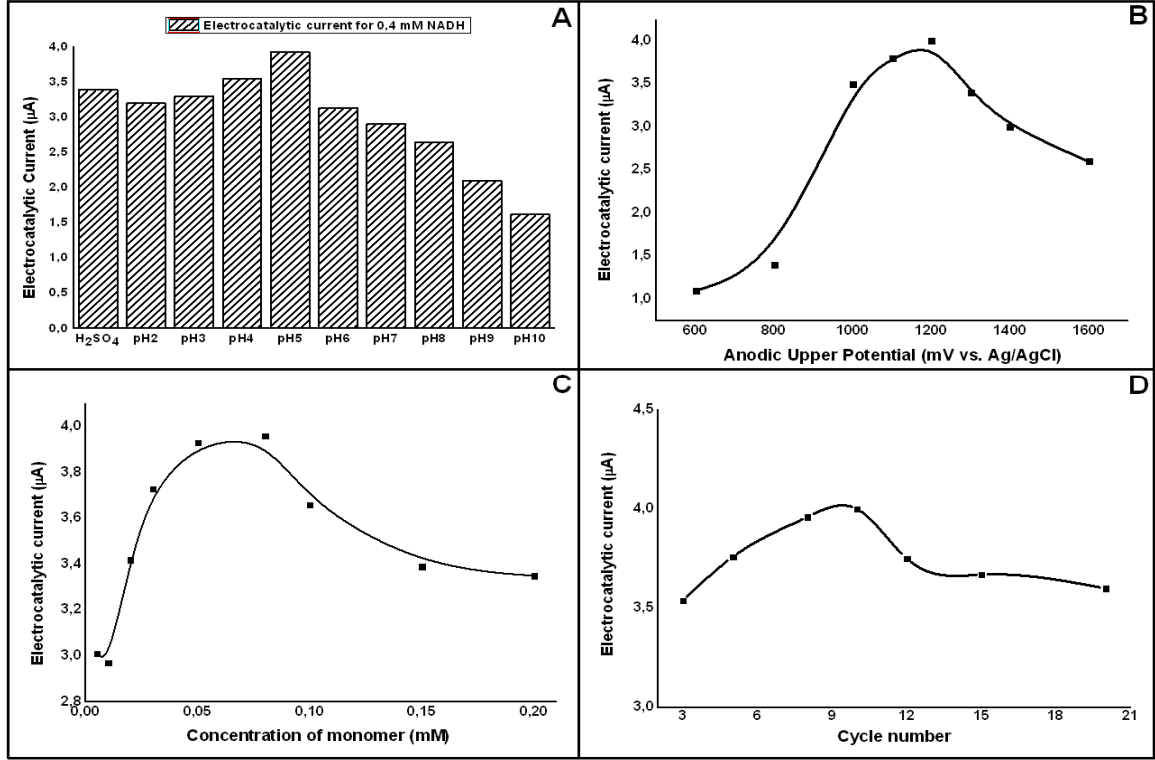 A
Electrocatalytic current for 0,4 mM NADH
Electrocatalytic Current (µA)
4,0
3,5
3,0
2,5
2,0
1,5
1,0
0,5
0,0
H2SO4 pH2 pH3 pH4 pH5 pH6 pH7 pH8 pH9 pH10
B
Electrocatalytic current (µA)
4,0
3,5
3,0
2,5
2,0
1,5
1,0
600 800 1000 1200 1400 1600
Anodic Upper Potential (mV vs. Ag/AgCl)
C
Electrocatalytic current (µA)
4,0
3,8
3,6
3,4
3,2
3,0
2,8
0,00 0,05 0,10 0,15 0,20
Concentration of monomer (mM)
D
Electrocatalytic current (µA)
4,5
4,0
3,5
3,0
3 6 9 12 15 18 21
Cycle number